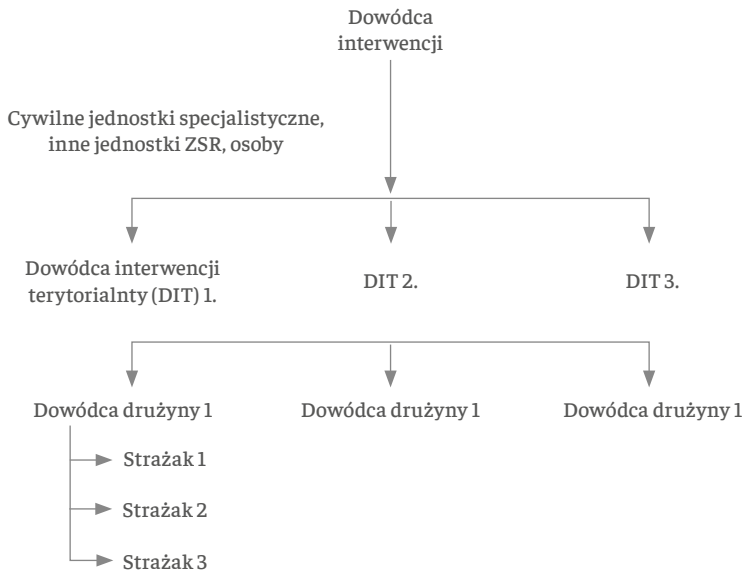 Dowódca
interwencji
Cywilne jednostki specjalistyczne,
inne jednostki ZSR, osoby
Dowódca interwencji
terytorialnty (DIT) 1.
DIT 2.
DIT 3.
Dowódca drużyny 1
Dowódca drużyny 1
Dowódca drużyny 1
Strażak 1
Strażak 2
Strażak 3